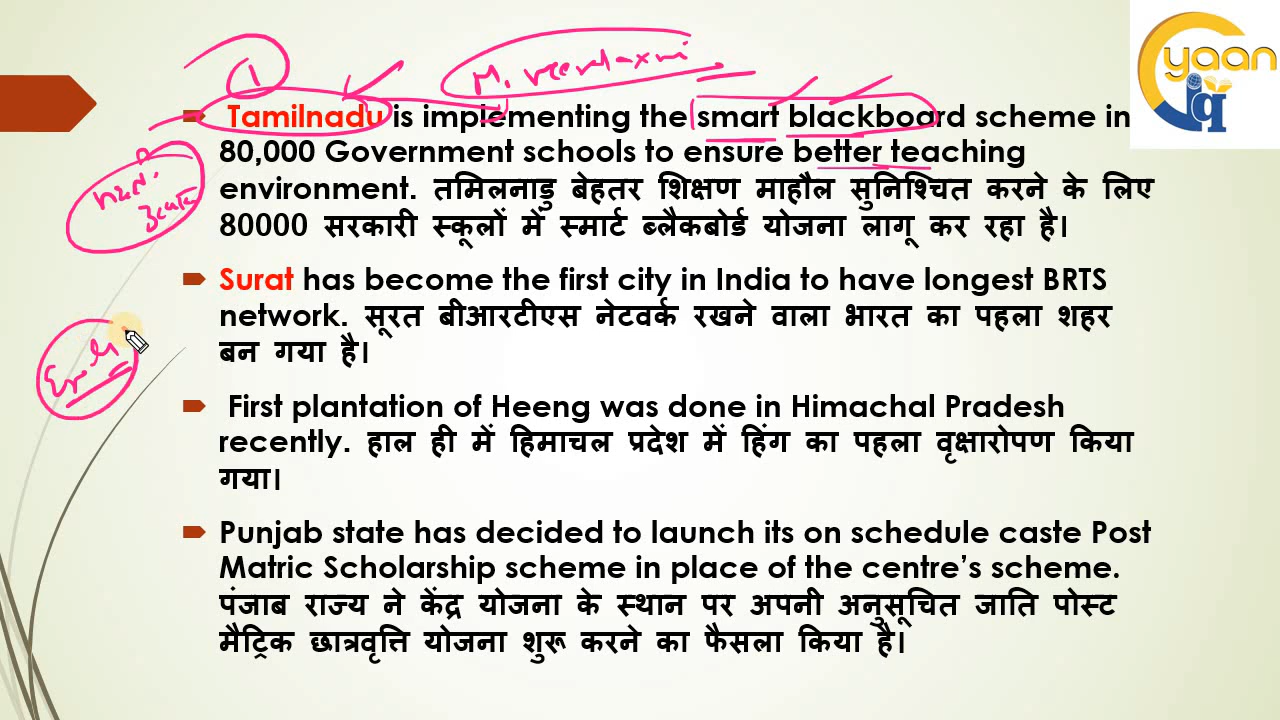 1
M. veerlaxmi
yaan
iq
Tamilnadu is implementing the smart blackboard scheme in
80,000 Government schools to ensure better teaching
environment. तमिलनाडु बेहतर शिक्षण माहौल सुनिश्चित करने के लिए
80000 सरकारी स्कूलों में स्मार्ट ब्लैकबोर्ड योजना लागू कर रहा है।
Surat has become the first city in India to have longest BRTS
network. सूरत बीआरटीएस नेटवर्क रखने वाला भारत का पहला शहर
बन गया है।
First plantation of Heeng was done in Himachal Pradesh
recently. हाल ही में हिमाचल प्रदेश में हिंग का पहला वृक्षारोपण किया
गया।
Punjab state has decided to launch its on schedule caste Post
Matric Scholarship scheme in place of the centre’s scheme.
पंजाब राज्य ने केंद्र योजना के स्थान पर अपनी अनुसूचित जाति पोस्ट
मैट्रिक छात्रवृत्ति योजना शुरू करने का फैसला किया है।